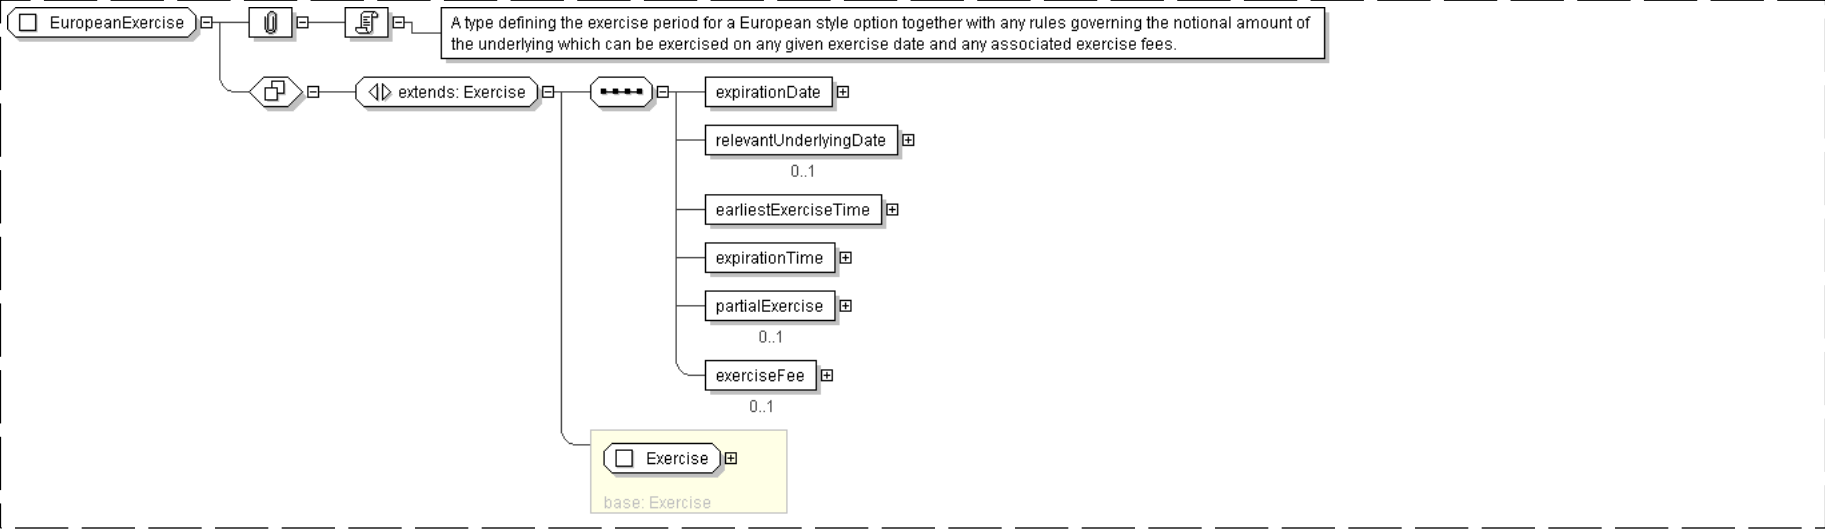 EuropeanExercise
A type defining the exercise period for a European style option together with any rules governing the notional amount of
the underlying which can be exercised on any given exercise date and any associated exercise fees.
extends: Exercise
expirationDate
relevantUnderlyingDate
0..1
earliestExerciseTime
expirationTime
partialExercise
0..1
exerciseFee
0..1
Exercise
base: Exercise